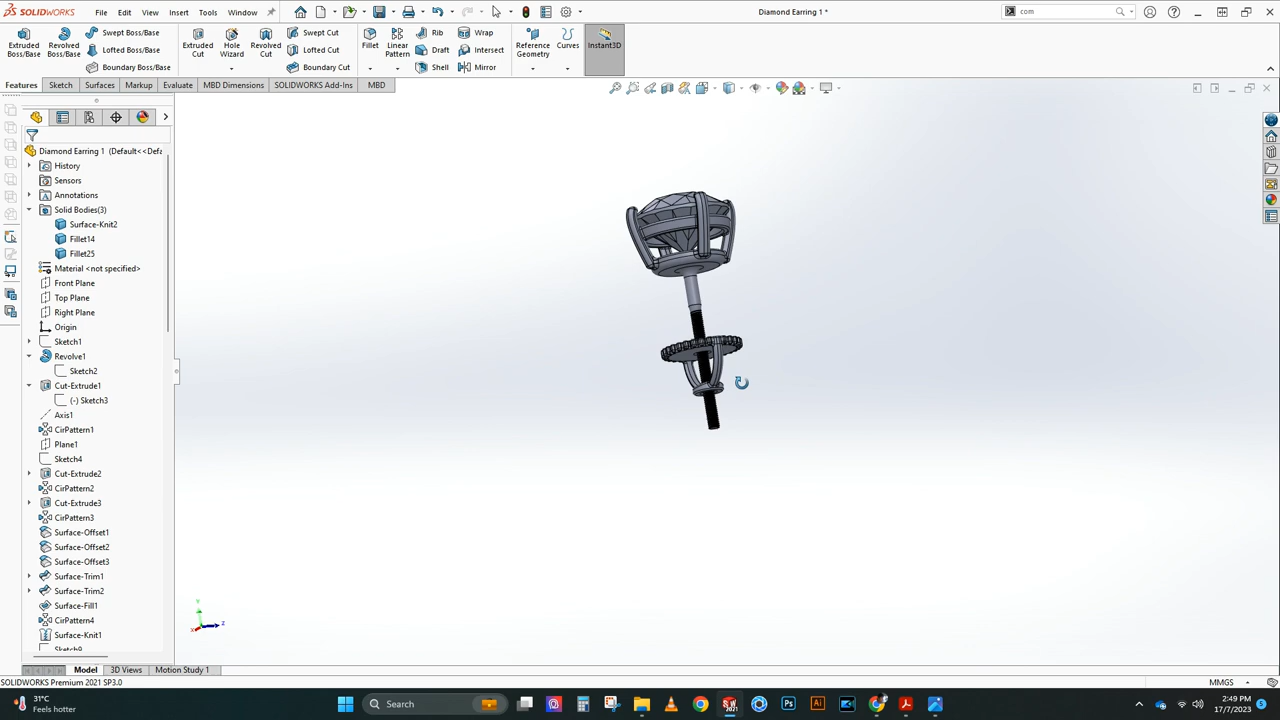 SOLIDWORKS
File Edit View Insert Tools Window
Diamond Earring 1 *
com
Extruded Boss/Base
Revolved Boss/Base
Swept Boss/Base
Lofted Boss/Base
Boundary Boss/Base
Extruded Cut
Hole Wizard
Revolved Cut
Swept Cut
Lofted Cut
Boundary Cut
Fillet
Linear Pattern
Rib
Draft
Shell
Wrap
Intersect
Mirror
Reference Geometry
Curves
Instant3D
Features Sketch Surfaces Markup Evaluate MBD Dimensions SOLIDWORKS Add-Ins MBD
Diamond Earring 1 (Default<<Defa
History
Sensors
Annotations
Solid Bodies(3)
Surface-Knit2
Fillet14
Fillet25
Material <not specified>
Front Plane
Top Plane
Right Plane
Origin
Sketch1
Revolve1
Sketch2
Cut-Extrude1
(-) Sketch3
Axis1
CirPattern1
Plane1
Sketch4
Cut-Extrude2
CirPattern2
Cut-Extrude3
CirPattern3
Surface-Offset1
Surface-Offset2
Surface-Offset3
Surface-Trim1
Surface-Trim2
Surface-Fill1
CirPattern4
Surface-Knit1
Sketch9
Y
X
Z
Model 3D Views Motion Study 1
SOLIDWORKS Premium 2021 SP3.0
MMGS
31°C
Feels hotter
Search
2:49 PM
17/7/2023